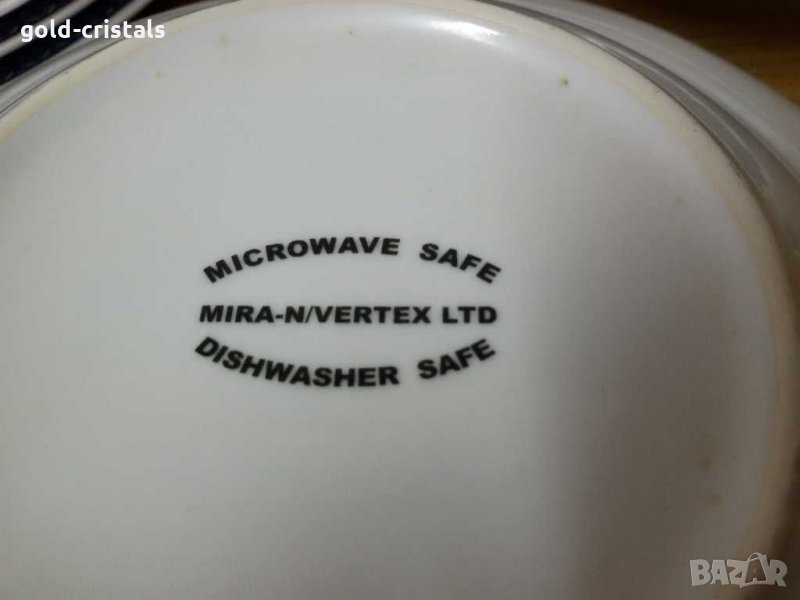 gold-cristals
MICROWAVE SAFE
MIRA-N/VERTEX LTD
DISHWASHER SAFE
BAZAR